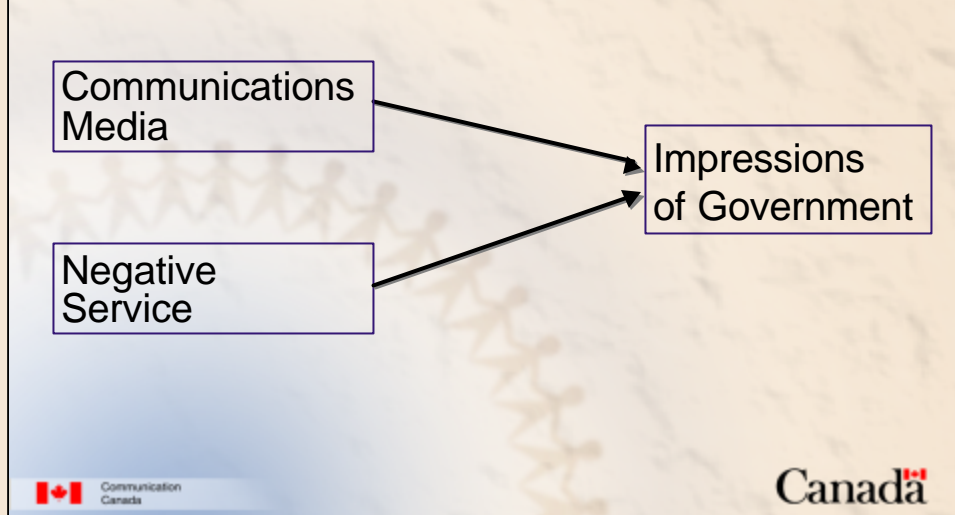 Communications
Media
Impressions
of Government
Negative
Service
Communication
Canada
Canada